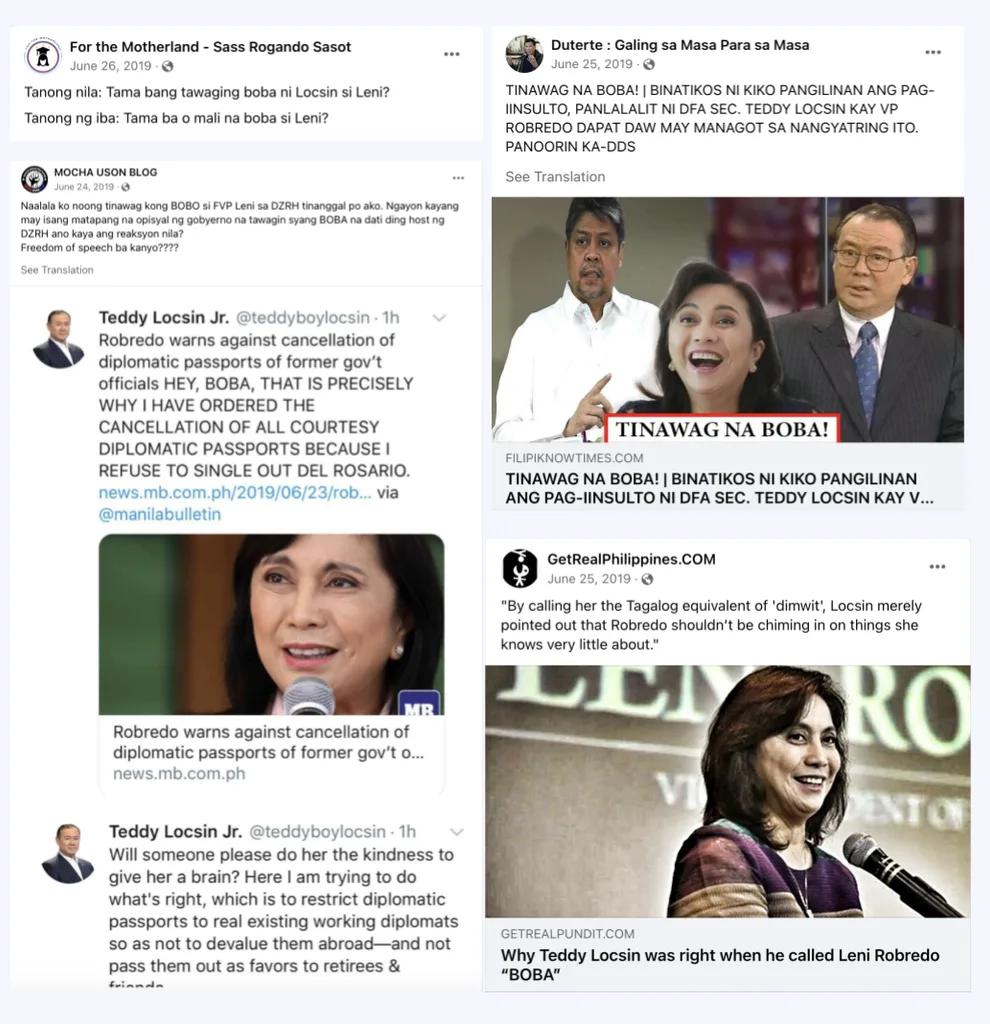 For the Motherland - Sass Rogando Sasot
June 26, 2019 ·
Tanong nila: Tama bang tawaging boba ni Locsin si Leni?
Tanong ng iba: Tama ba o mali na boba si Leni?
MOCHA USON BLOG
June 24, 2019 ·
Naalala ko noong tinawag kong BOBO si FVP Leni sa DZRH tinanggal po ako. Ngayon kayang
may isang matapang na opisyal ng gobyerno na tawagin syang BOBA na dati ding host ng
DZRH ano kaya ang reaksyon nila?
Freedom of speech ba kanyo????
See Translation
Teddy Locsin Jr. @teddyboylocsin · 1h
Robredo warns against cancellation of
diplomatic passports of former gov't
officials HEY, BOBA, THAT IS PRECISELY
WHY I HAVE ORDERED THE
CANCELLATION OF ALL COURTESY
DIPLOMATIC PASSPORTS BECAUSE I
REFUSE TO SINGLE OUT DEL ROSARIO.
news.mb.com.ph/2019/06/23/rob... via
@manilabulletin
MB
Robredo warns against cancellation of
diplomatic passports of former gov't o...
news.mb.com.ph
Teddy Locsin Jr. @teddyboylocsin · 1h
Will someone please do her the kindness to
give her a brain? Here I am trying to do
what's right, which is to restrict diplomatic
passports to real existing working diplomats
so as not to devalue them abroad—and not
pass them out as favors to retirees &
friends
Duterte : Galing sa Masa Para sa Masa
June 25, 2019 ·
TINAWAG NA BOBA! | BINATIKOS NI KIKO PANGILINAN ANG PAG-
IINSULTO, PANLALALIT NI DFA SEC. TEDDY LOCSIN KAY VP
ROBREDO DAPAT DAW MAY MANAGOT SA NANGYATRING ITO.
PANOORIN KA-DDS
See Translation
TINAWAG NA BOBA!
FILIPIKNOWTIMES.COM
TINAWAG NA BOBA! | BINATIKOS NI KIKO PANGILINAN
ANG PAG-IINSULTO NI DFA SEC. TEDDY LOCSIN KAY V...
GetRealPhilippines.COM
June 25, 2019 ·
"By calling her the Tagalog equivalent of 'dimwit', Locsin merely
pointed out that Robredo shouldn't be chiming in on things she
knows very little about."
LENI RO
VI DENT OF
GETREALPUNDIT.COM
Why Teddy Locsin was right when he called Leni Robredo
"BOBA"